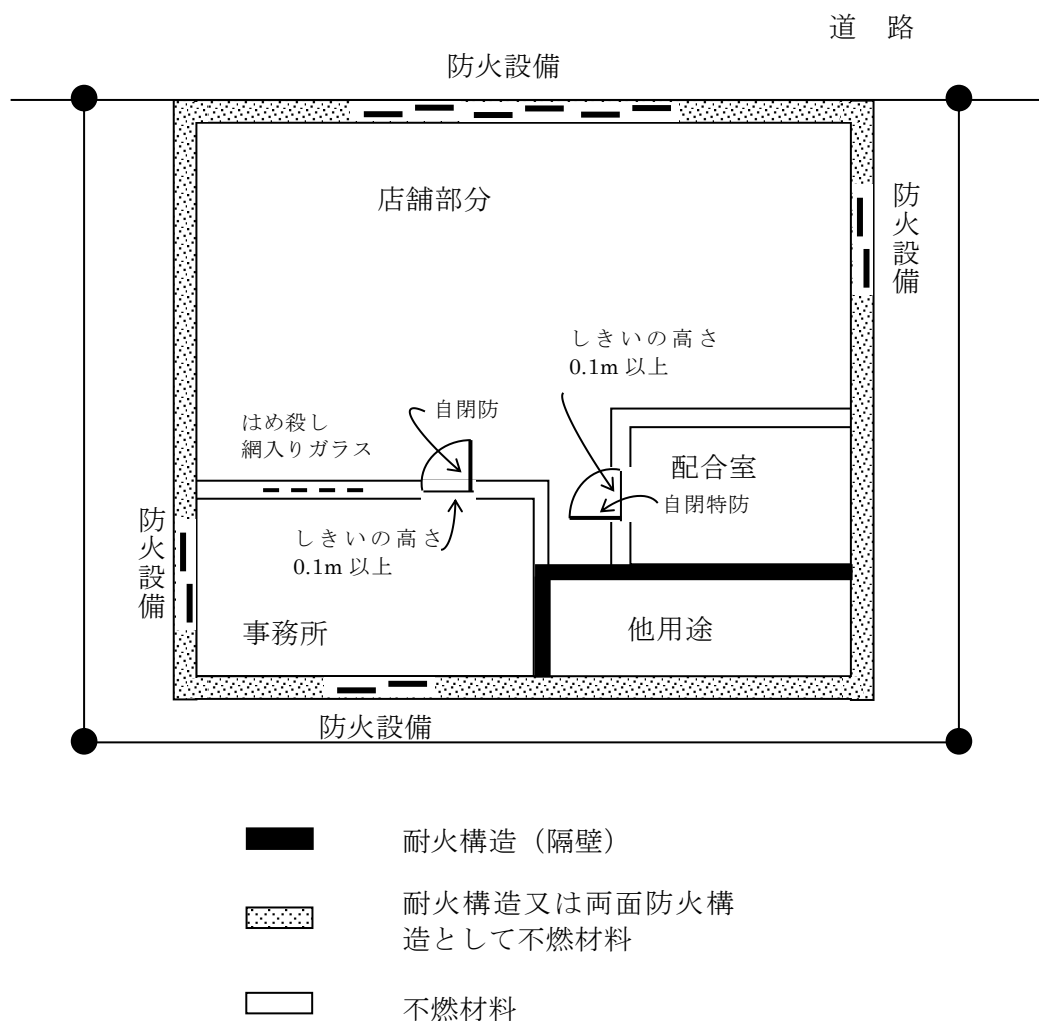 道 路
防火設備
店舗部分
防火設備
しきいの高さ
0.1m 以上
自閉防
はめ殺し
網入りガラス
配合室
自閉特防
防火設備
しきいの高さ
0.1m 以上
事務所
他用途
防火設備
耐火構造（隔壁）
耐火構造又は両面防火構
造として不燃材料
不燃材料